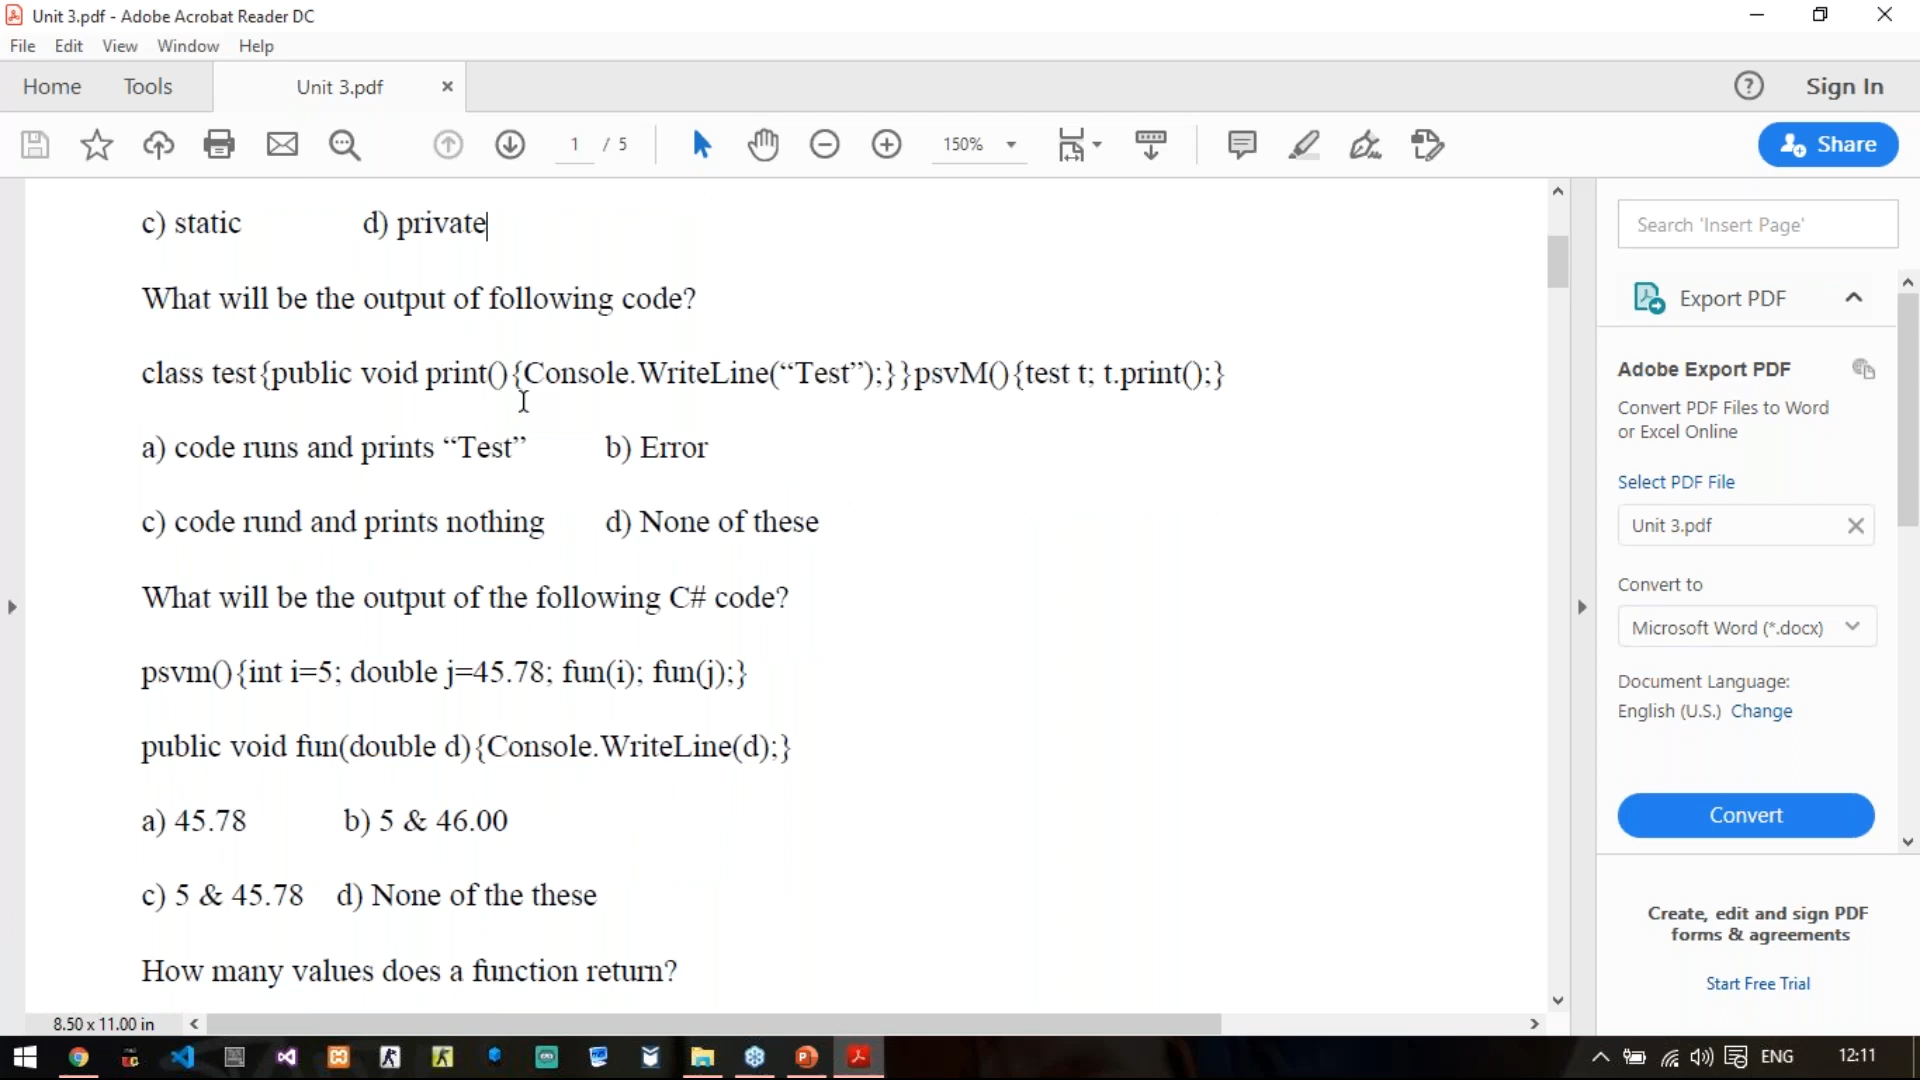 Unit 3.pdf - Adobe Acrobat Reader DC
File Edit View Window Help
Home Tools Unit 3.pdf × Sign In
1 / 5 150% Share
c) static d) private
What will be the output of following code?
class test{public void print(){Console.WriteLine(“Test”);}}psvM(){test t; t.print();}
a) code runs and prints “Test” b) Error
c) code rund and prints nothing d) None of these
What will be the output of the following C# code?
psvm(){int i=5; double j=45.78; fun(i); fun(j);}
public void fun(double d){Console.WriteLine(d);}
a) 45.78 b) 5 & 46.00
c) 5 & 45.78 d) None of the these
How many values does a function return?
8.50 x 11.00 in
Search 'Insert Page'
Export PDF
Adobe Export PDF
Convert PDF Files to Word
or Excel Online
Select PDF File
Unit 3.pdf
Convert to
Microsoft Word (*.docx)
Document Language:
English (U.S.) Change
Convert
Create, edit and sign PDF
forms & agreements
Start Free Trial
ENG 12:11